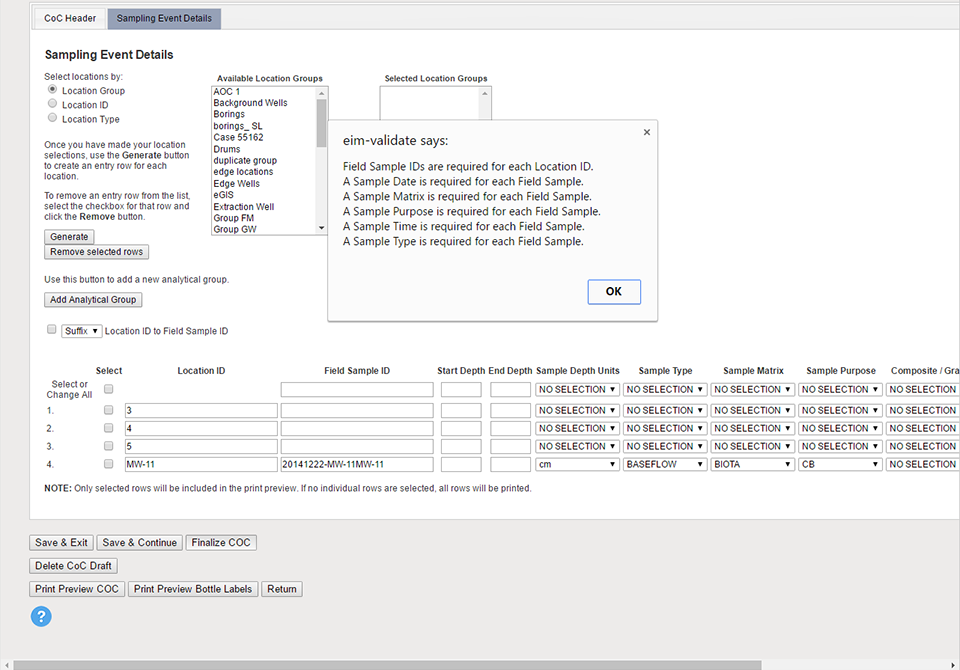 CoC Header
Sampling Event Details
Sampling Event Details
Select locations by:
Location Group
Location ID
Location Type
Once you have made your location
selections, use the Generate button
to create an entry row for each
location.
To remove an entry row from the list,
select the checkbox for that row and
click the Remove button.
Generate
Remove selected rows
Available Location Groups
AOC 1
Background Wells
Borings
borings_ SL
Case 55162
Drums
duplicate group
edge locations
Edge Wells
eGIS
Extraction Well
Group FM
Group GW
Selected Location Groups
eim-validate says:
Field Sample IDs are required for each Location ID.
A Sample Date is required for each Field Sample.
A Sample Matrix is required for each Field Sample.
A Sample Purpose is required for each Field Sample.
A Sample Time is required for each Field Sample.
A Sample Type is required for each Field Sample.
OK
Use this button to add a new analytical group.
Add Analytical Group
Suffix Location ID to Field Sample ID
Select Location ID Field Sample ID Start Depth End Depth Sample Depth Units Sample Type Sample Matrix Sample Purpose Composite / Gra
Select or
Change All NO SELECTION NO SELECTION NO SELECTION NO SELECTION NO SELECTION
1. 3 NO SELECTION NO SELECTION NO SELECTION NO SELECTION NO SELECTION
2. 4 NO SELECTION NO SELECTION NO SELECTION NO SELECTION NO SELECTION
3. 5 NO SELECTION NO SELECTION NO SELECTION NO SELECTION NO SELECTION
4. MW-11 20141222-MW-11MW-11 cm BASEFLOW BIOTA CB NO SELECTION
NOTE: Only selected rows will be included in the print preview. If no individual rows are selected, all rows will be printed.
Save & Exit Save & Continue Finalize COC
Delete CoC Draft
Print Preview COC Print Preview Bottle Labels Return
?